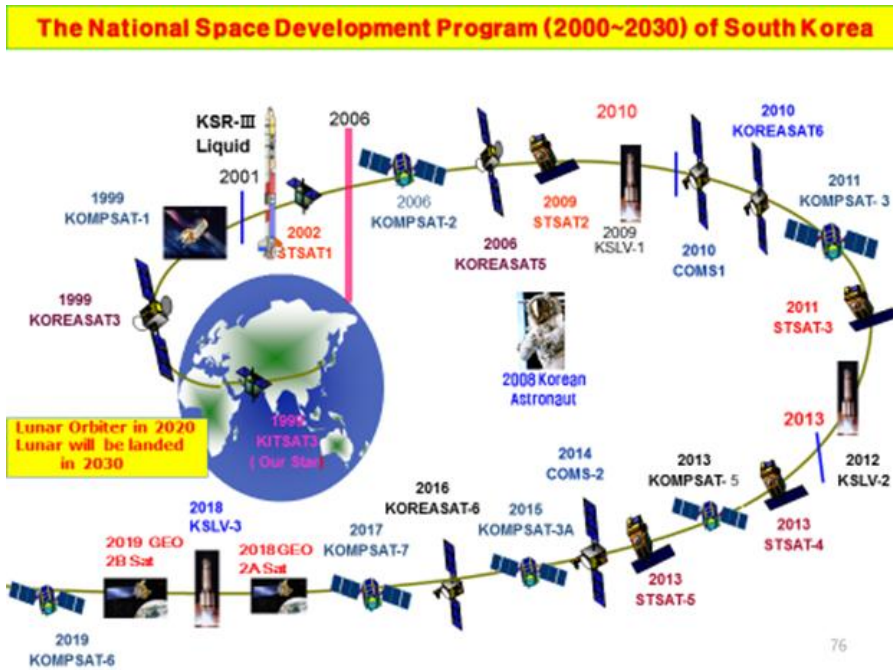 The National Space Development Program (2000~2030) of South Korea
KSR-Ⅲ
Liquid
2001
2006
2010
2010
KOREASAT6
1999
KOMPSAT-1
2002
STSAT1
2006
KOMPSAT-2
2006
KOREASAT5
2009
STSAT2
2009
KSLV-1
2010
COMS1
2011
KOMPSAT- 3
1999
KOREASAT3
2011
STSAT-3
2008 Korean
Astronaut
1999
KITSAT3
( Our Star)
Lunar Orbiter in 2020
Lunar will be landed
in 2030
2013
2012
KSLV-2
2013
KOMPSAT- 5
2013
STSAT-4
2014
COMS-2
2013
STSAT-5
2015
KOMPSAT-3A
2016
KOREASAT-6
2017
KOMPSAT-7
2018 GEO
2A Sat
2018
KSLV-3
2019 GEO
2B Sat
2019
KOMPSAT-6
76